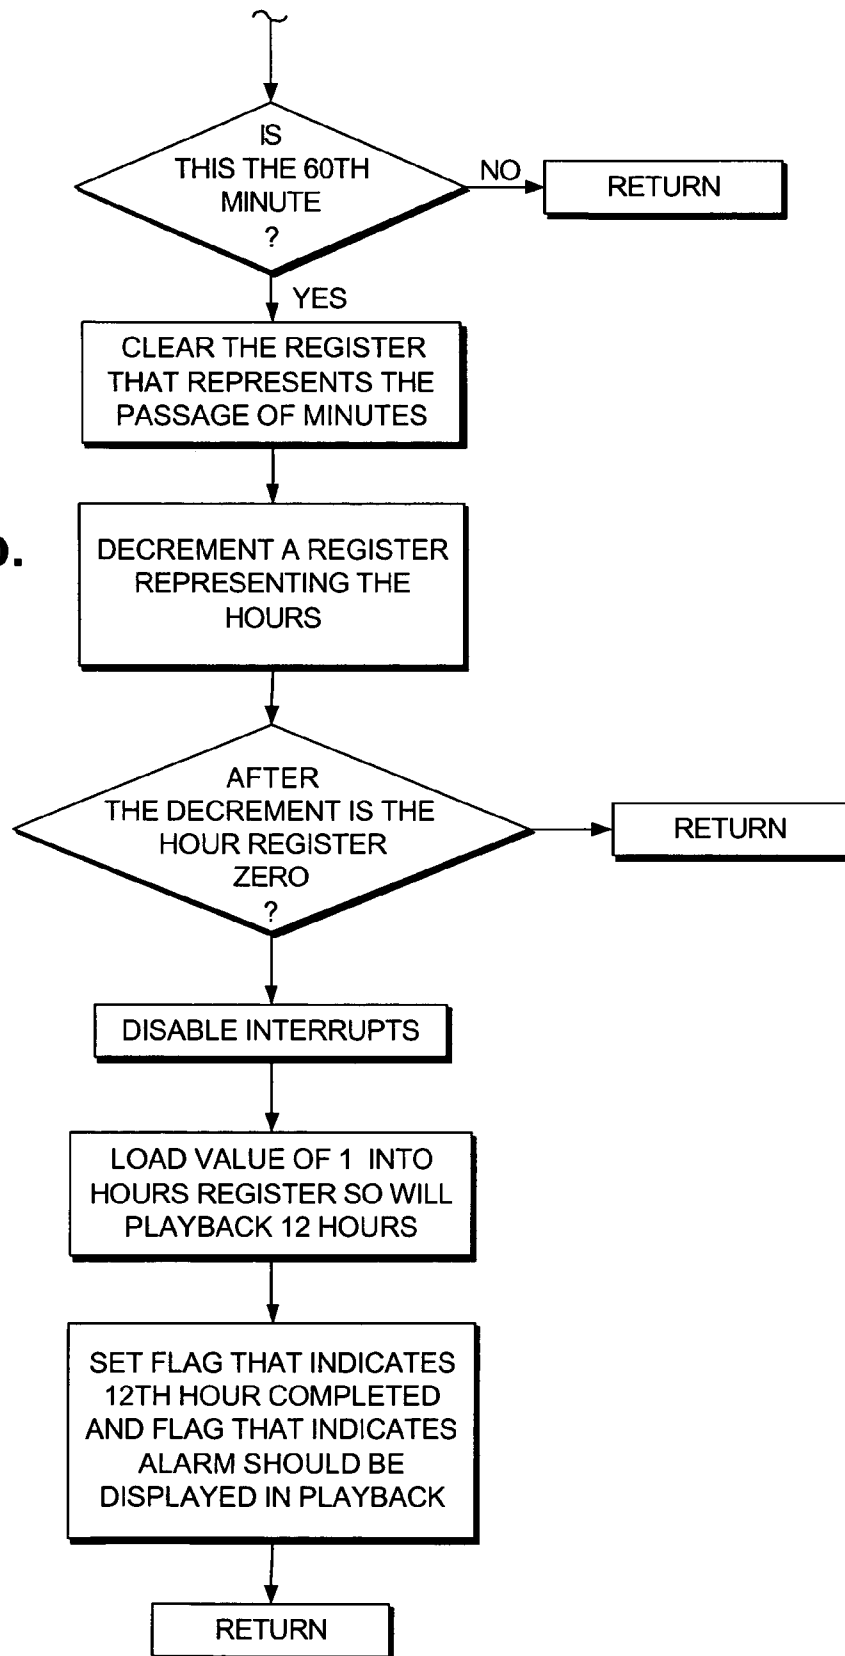 IS
THIS THE 60TH
MINUTE
?
NO
RETURN
YES
CLEAR THE REGISTER
THAT REPRESENTS THE
PASSAGE OF MINUTES
DECREMENT A REGISTER
REPRESENTING THE
HOURS
AFTER
THE DECREMENT IS THE
HOUR REGISTER
ZERO
?
RETURN
DISABLE INTERRUPTS
LOAD VALUE OF 1 INTO
HOURS REGISTER SO WILL
PLAYBACK 12 HOURS
SET FLAG THAT INDICATES
12TH HOUR COMPLETED
AND FLAG THAT INDICATES
ALARM SHOULD BE
DISPLAYED IN PLAYBACK
RETURN